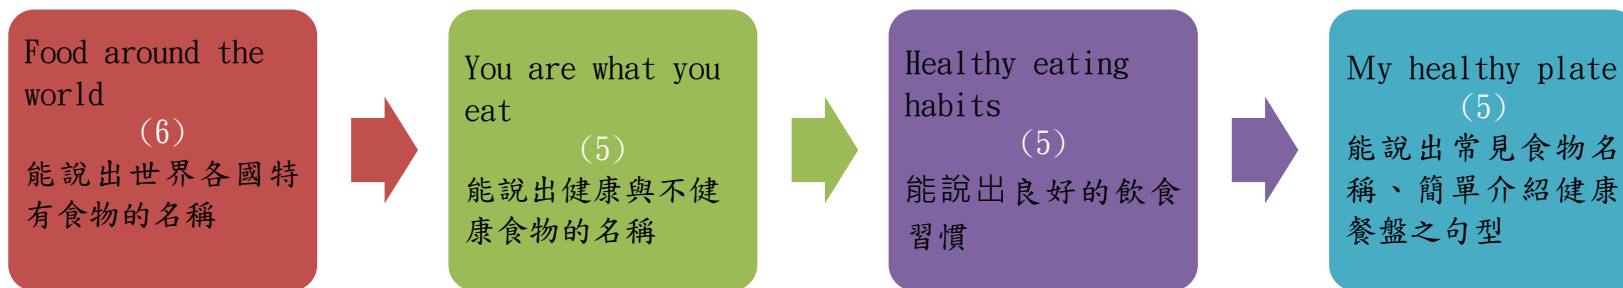 Food around the
world
(6)
能說出世界各國特
有食物的名稱
You are what you
eat
(5)
能說出健康與不健
康食物的名稱
Healthy eating
habits
(5)
能說出良好的飲食
習慣
My healthy plate
(5)
能說出常見食物名
稱、簡單介紹健康
餐盤之句型